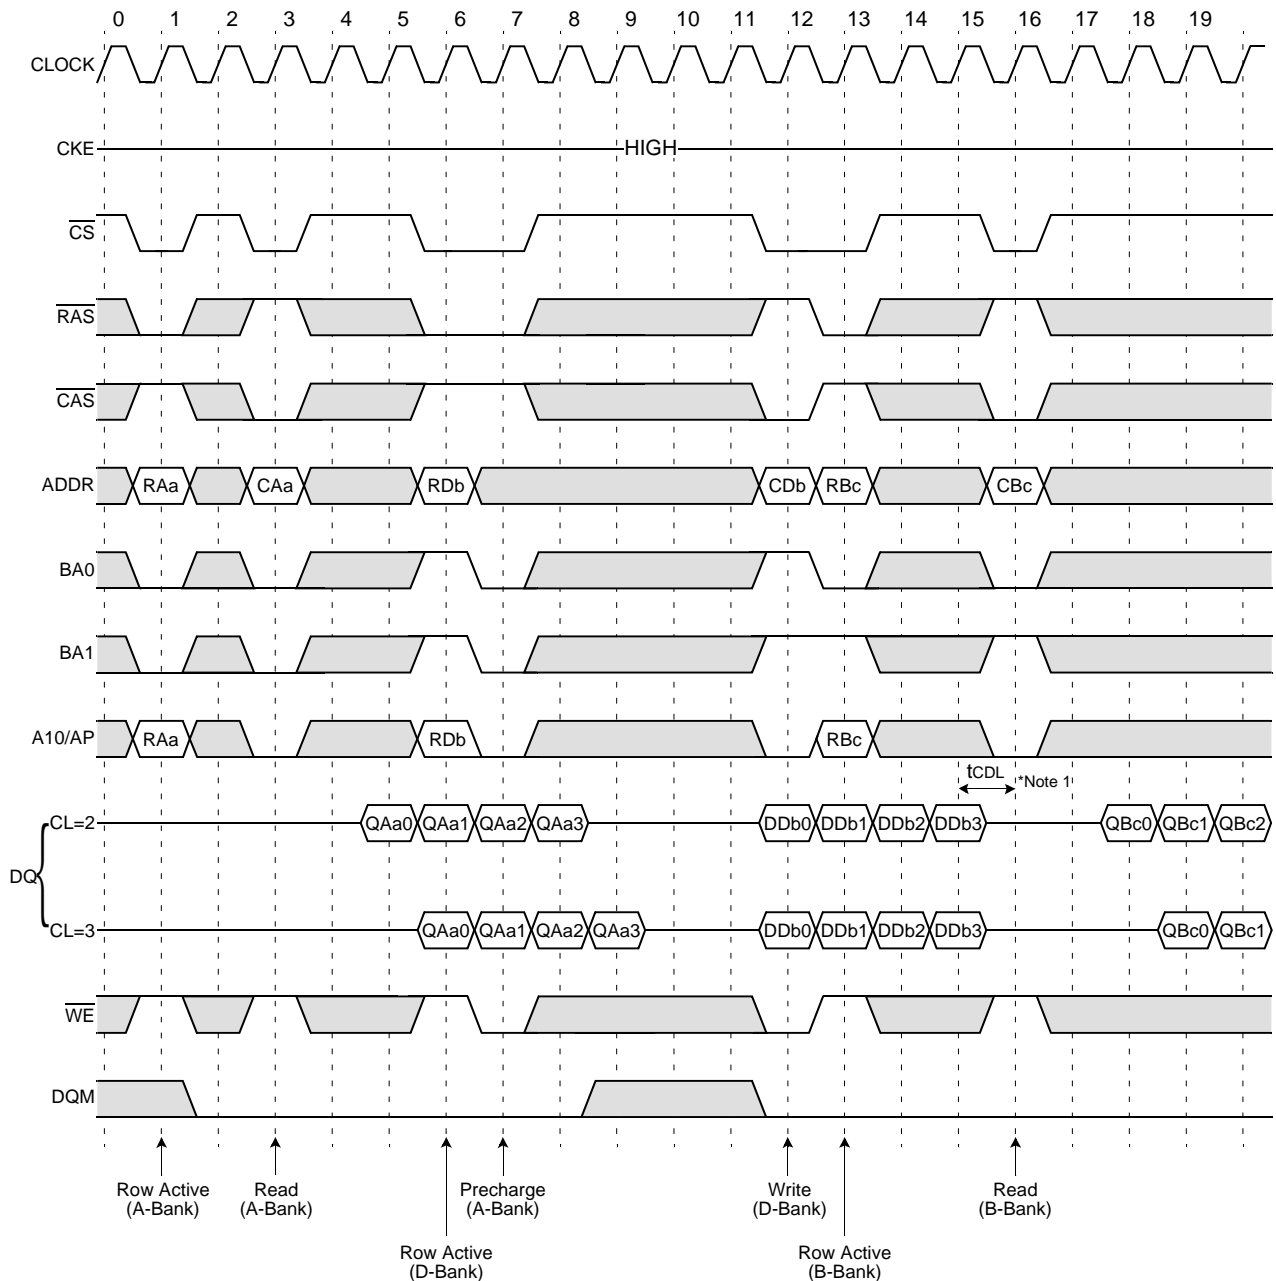 0 1 2 3 4 5 6 7 8 9 10 11 12 13 14 15 16 17 18 19
CLOCK
CKE HIGH
CS
RAS
CAS
ADDR RAa CAa RDb CDb RBc CBc
BA0
BA1
A10/AP RAa RDb RBc
tCDL *Note 1
CL=2 QAa0 QAa1 QAa2 QAa3 DDb0 DDb1 DDb2 DDb3 QBc0 QBc1 QBc2
DQ
CL=3 QAa0 QAa1 QAa2 QAa3 DDb0 DDb1 DDb2 DDb3 QBc0 QBc1
WE
DQM
Row Active
(A-Bank)
Read
(A-Bank)
Precharge
(A-Bank)
Write
(D-Bank)
Read
(B-Bank)
Row Active
(D-Bank)
Row Active
(B-Bank)